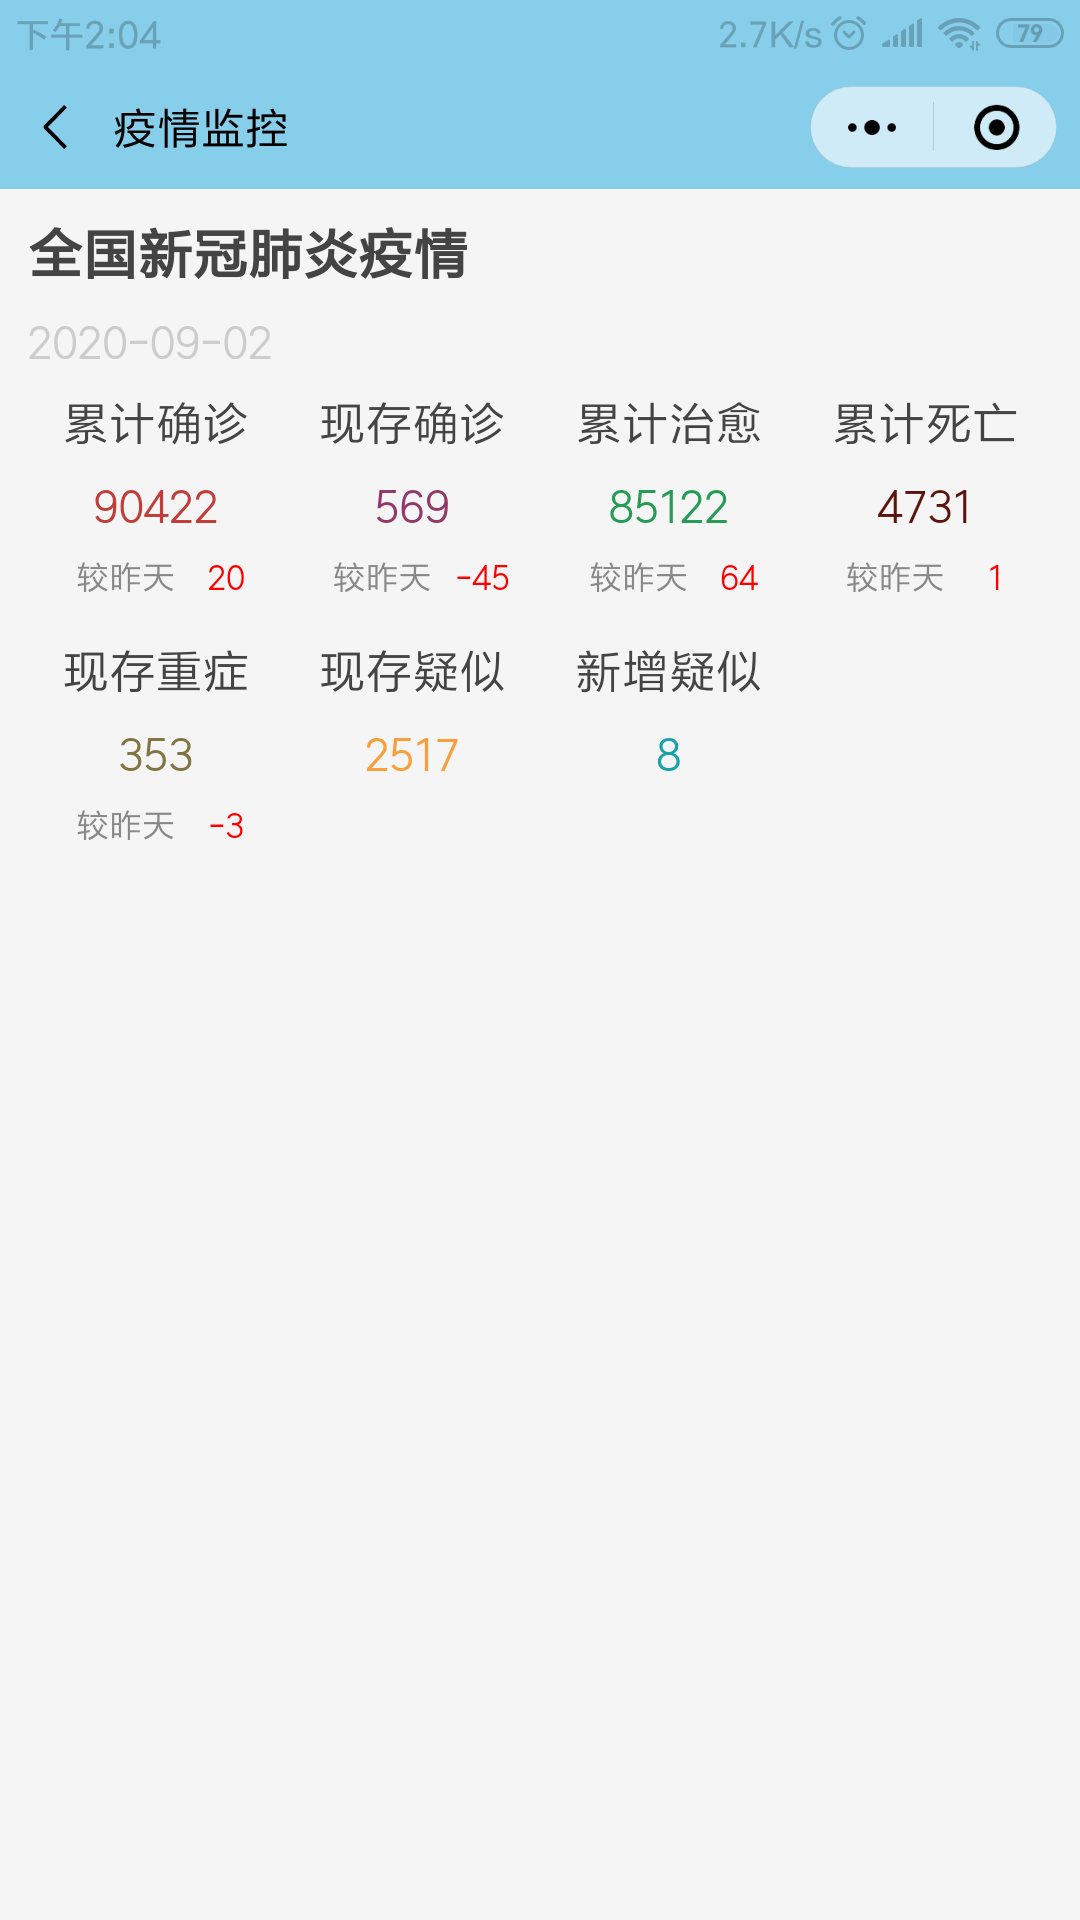 下午2:04 2.7K/s 79
疫情监控
全国新冠肺炎疫情
2020-09-02
累计确诊 现存确诊 累计治愈 累计死亡
90422 569 85122 4731
较昨天 20 较昨天 -45 较昨天 64 较昨天 1
现存重症 现存疑似 新增疑似
353 2517 8
较昨天 -3